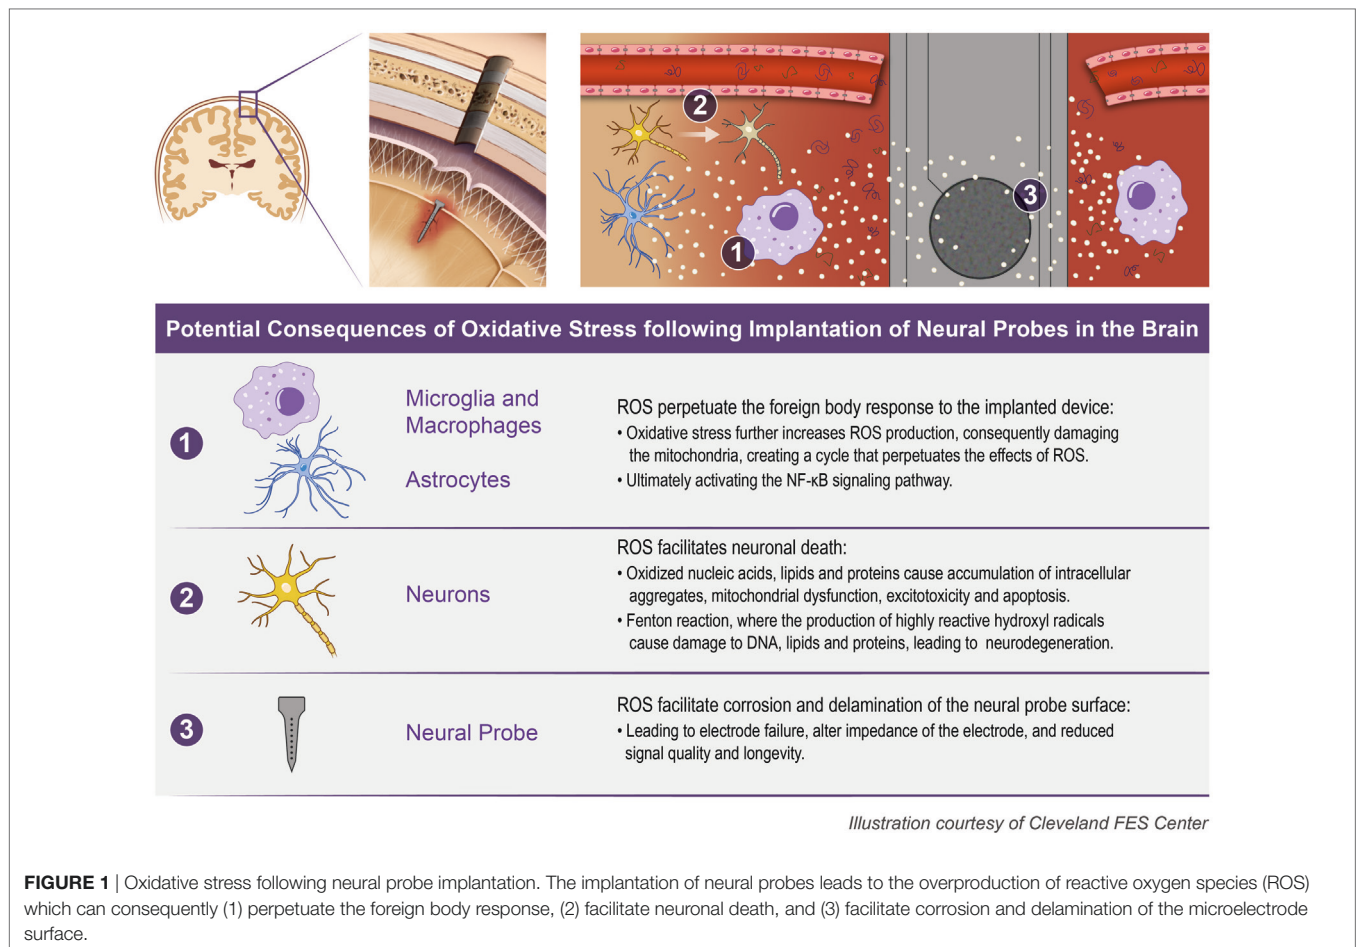 2
3
1
Potential Consequences of Oxidative Stress following Implantation of Neural Probes in the Brain
1
Microglia and
Macrophages
Astrocytes
ROS perpetuate the foreign body response to the implanted device:
• Oxidative stress further increases ROS production, consequently damaging
the mitochondria, creating a cycle that perpetuates the effects of ROS.
• Ultimately activating the NF-κB signaling pathway.
2
Neurons
ROS facilitates neuronal death:
• Oxidized nucleic acids, lipids and proteins cause accumulation of intracellular
aggregates, mitochondrial dysfunction, excitotoxicity and apoptosis.
• Fenton reaction, where the production of highly reactive hydroxyl radicals
cause damage to DNA, lipids and proteins, leading to neurodegeneration.
3
Neural Probe
ROS facilitate corrosion and delamination of the neural probe surface:
• Leading to electrode failure, alter impedance of the electrode, and reduced
signal quality and longevity.
Illustration courtesy of Cleveland FES Center
FIGURE 1 | Oxidative stress following neural probe implantation. The implantation of neural probes leads to the overproduction of reactive oxygen species (ROS)
which can consequently (1) perpetuate the foreign body response, (2) facilitate neuronal death, and (3) facilitate corrosion and delamination of the microelectrode
surface.